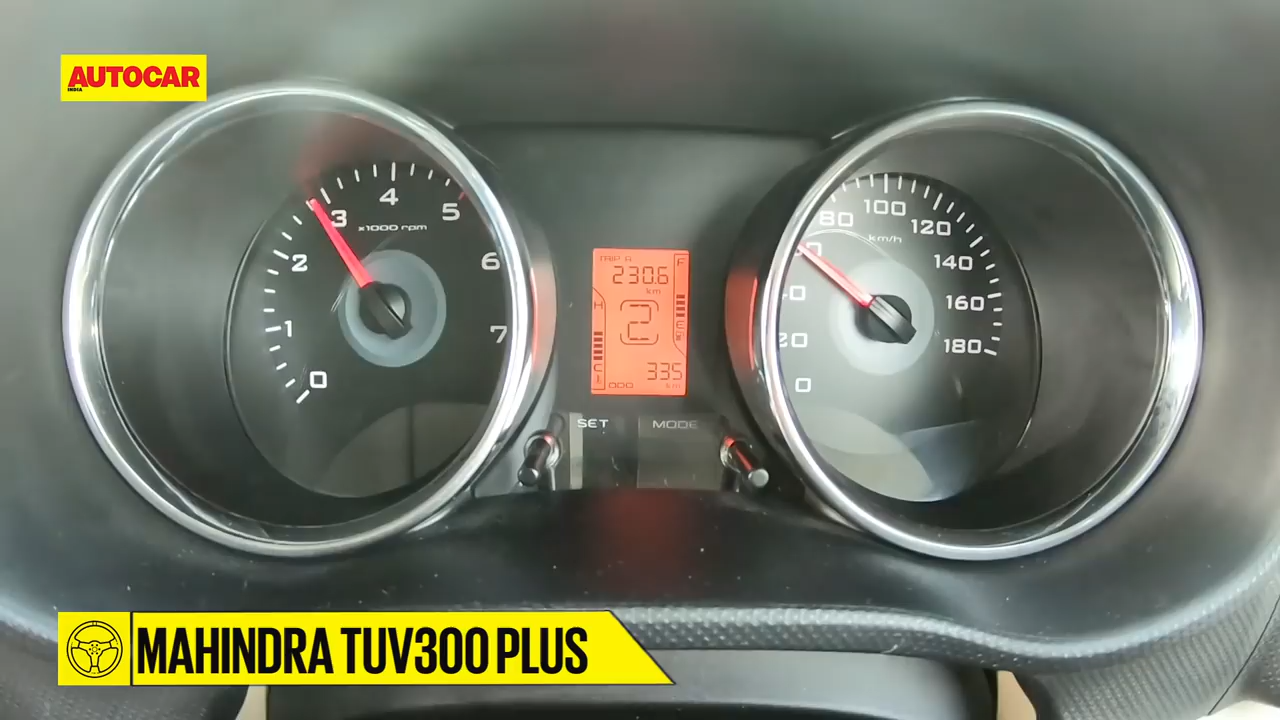 AUTOCAR
INDIA
0
1
2
3
4
5
6
7
x1000 rpm
TRIP A
230.6
km
H
F
2
E
C
335
ODO
km
SET
MODE
0
20
40
80
100
120
140
160
180
km/h
MAHINDRA TUV300 PLUS